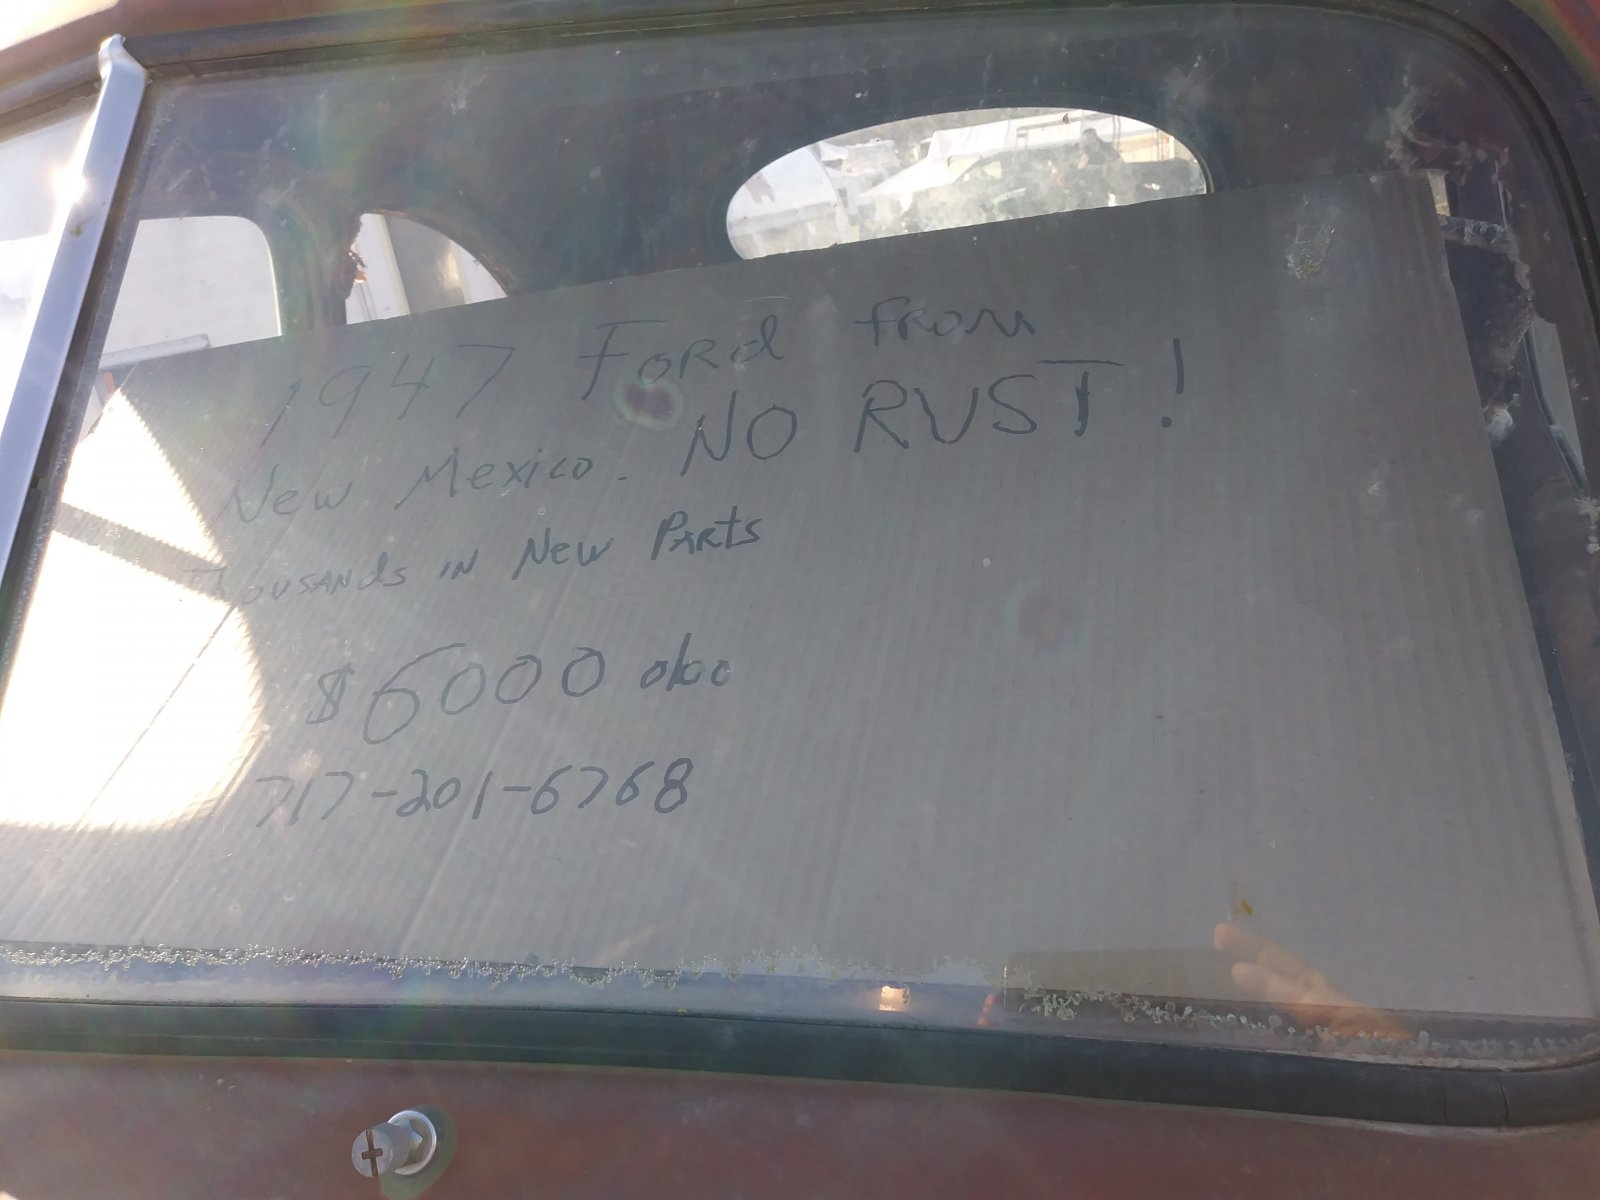 1947 Ford from
New Mexico. NO RUST!
Thousands in New Parts
$6000 obo
717-201-6768